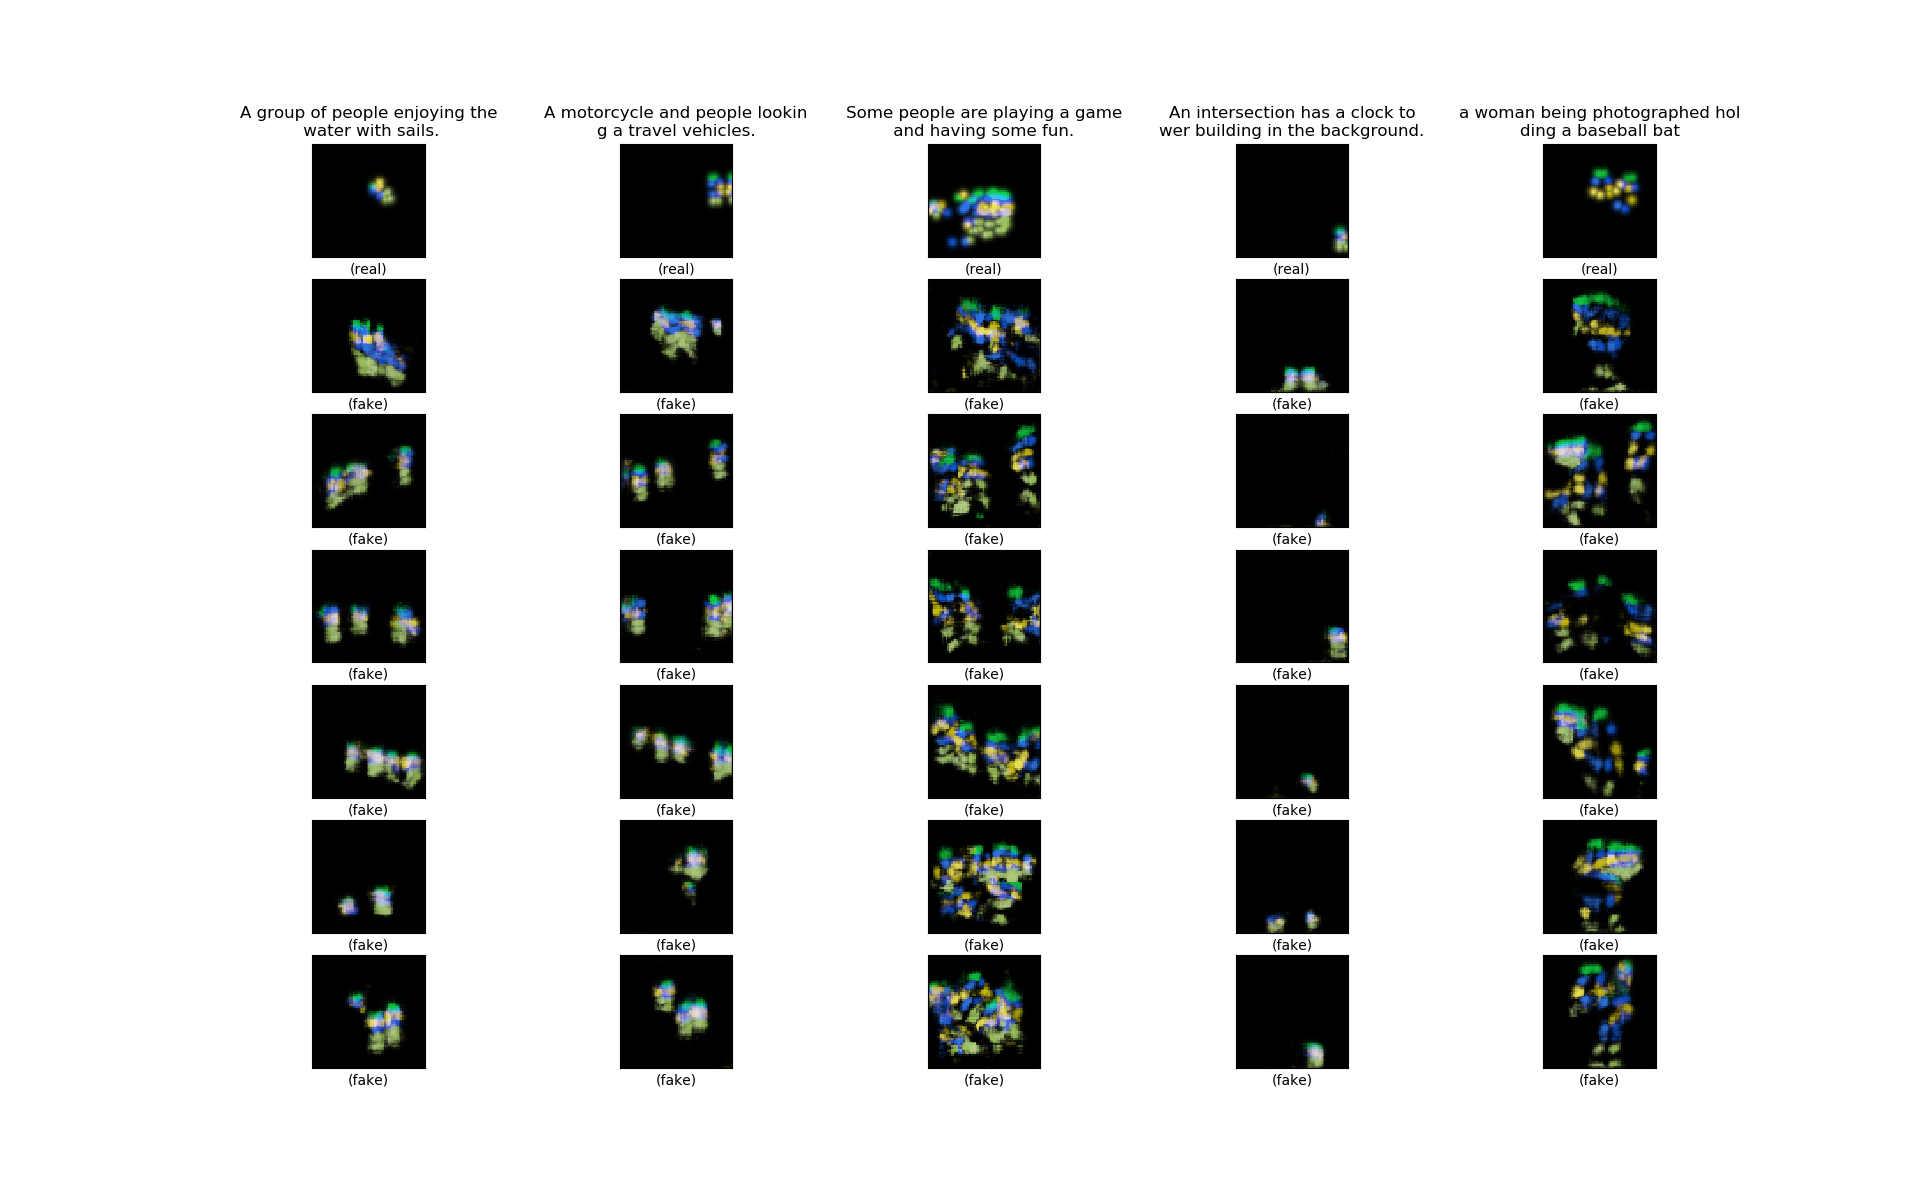 A group of people enjoying the
water with sails.
A motorcycle and people lookin
g a travel vehicles.
Some people are playing a game
and having some fun.
An intersection has a clock to
wer building in the background.
a woman being photographed hol
ding a baseball bat
(real) (real) (real) (real) (real)
(fake) (fake) (fake) (fake) (fake)
(fake) (fake) (fake) (fake) (fake)
(fake) (fake) (fake) (fake) (fake)
(fake) (fake) (fake) (fake) (fake)
(fake) (fake) (fake) (fake) (fake)
(fake) (fake) (fake) (fake) (fake)